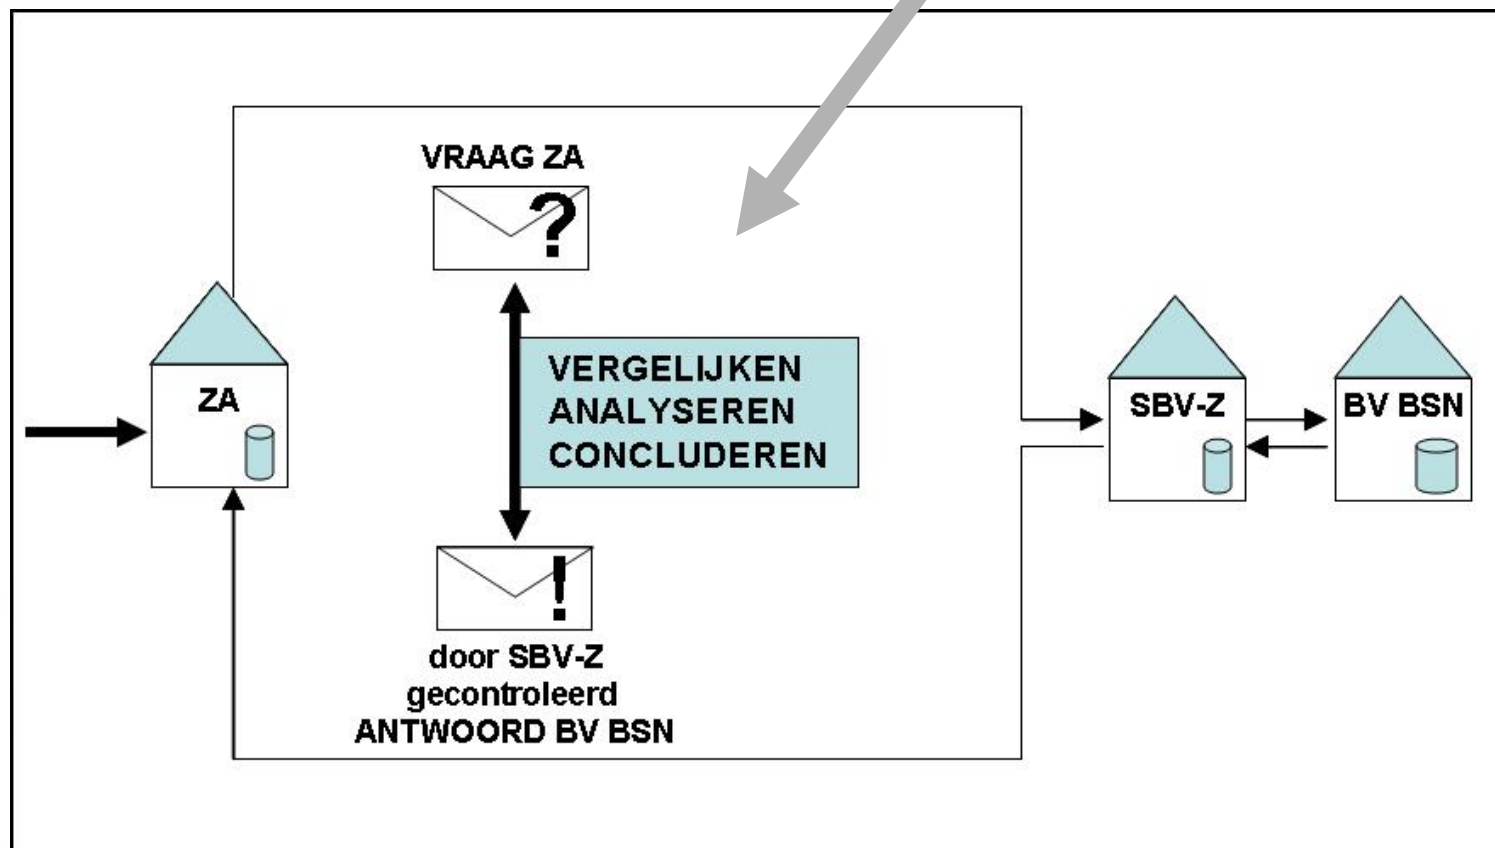 VRAAG ZA
?
ZA
VERGELIJKEN
ANALYSEREN
CONCLUDEREN
SBV-Z
BV BSN
!
door SBV-Z
gecontroleerd
ANTWOORD BV BSN